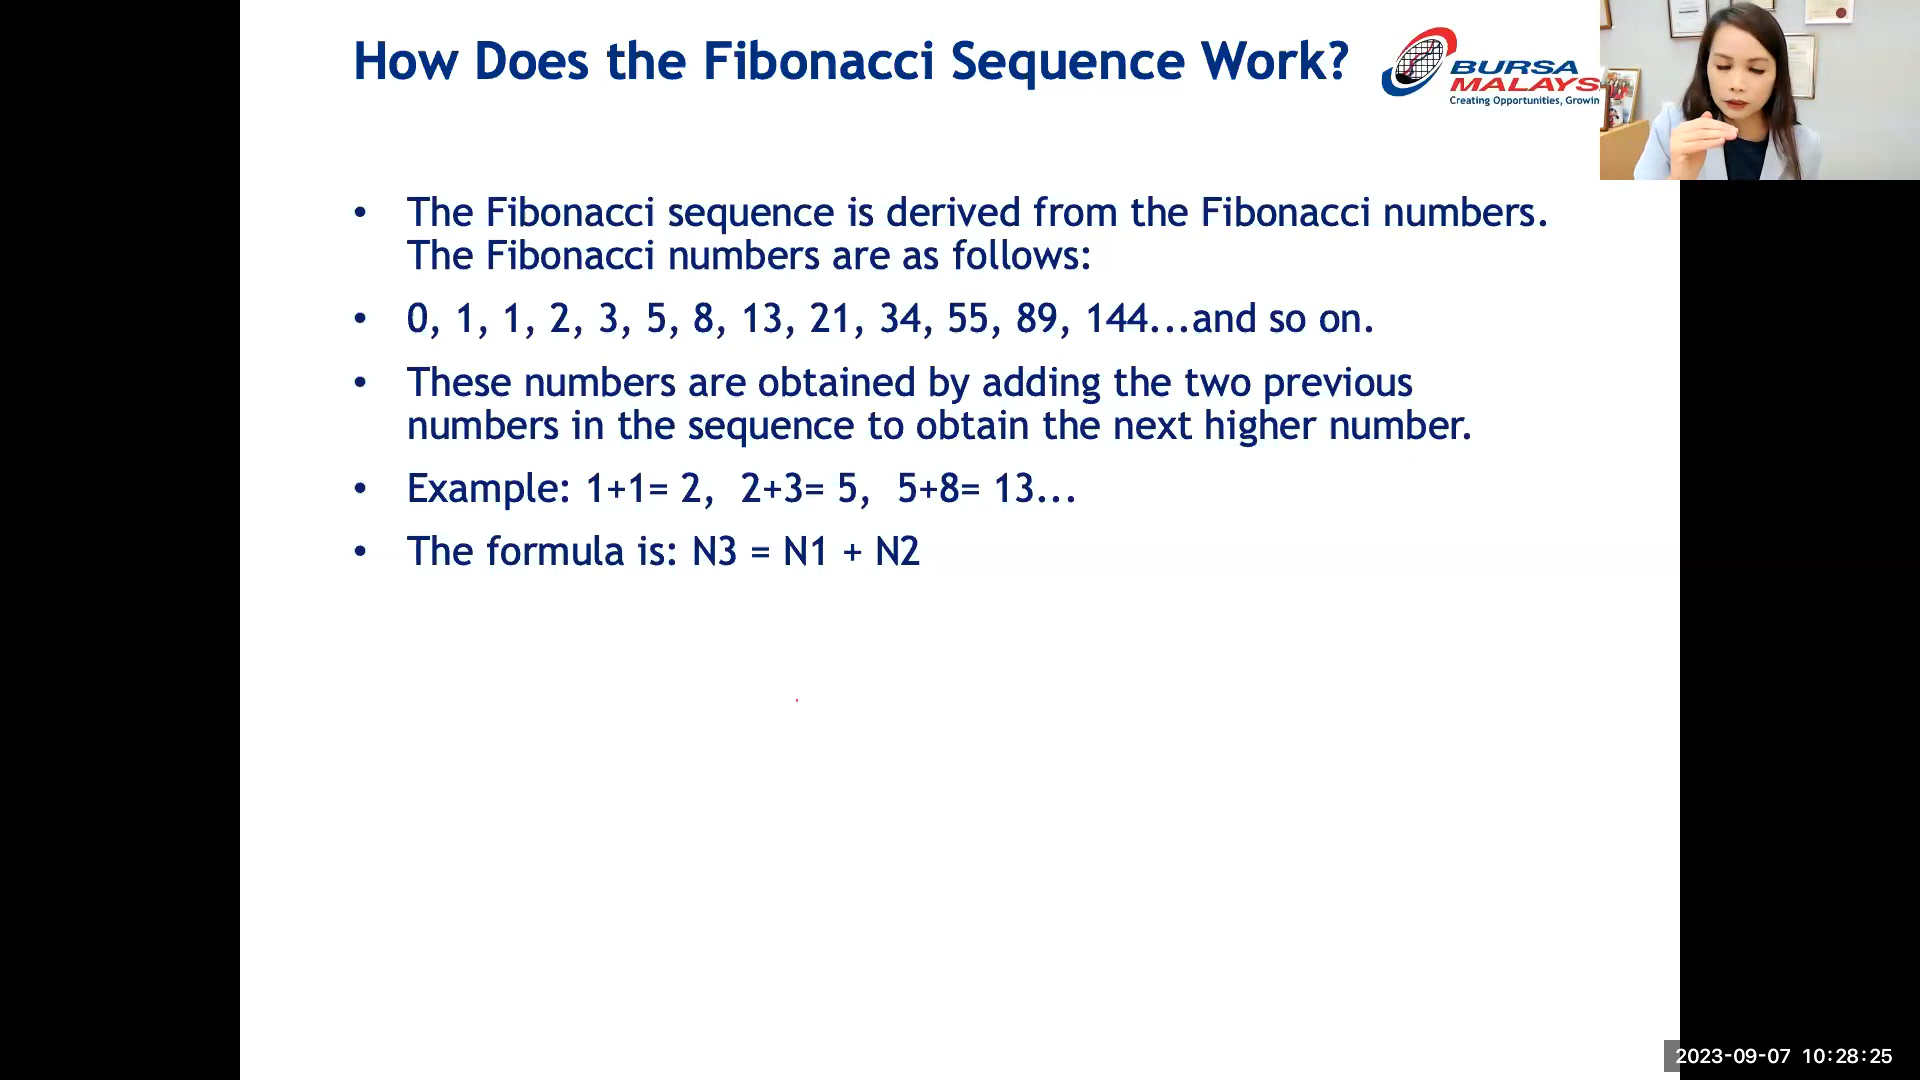 How Does the Fibonacci Sequence Work?
BURSA
MALAYS
Creating Opportunities, Growin
• The Fibonacci sequence is derived from the Fibonacci numbers.
The Fibonacci numbers are as follows:
• 0, 1, 1, 2, 3, 5, 8, 13, 21, 34, 55, 89, 144...and so on.
• These numbers are obtained by adding the two previous
numbers in the sequence to obtain the next higher number.
• Example: 1+1= 2, 2+3= 5, 5+8= 13...
• The formula is: N3 = N1 + N2
2023-09-07 10:28:25